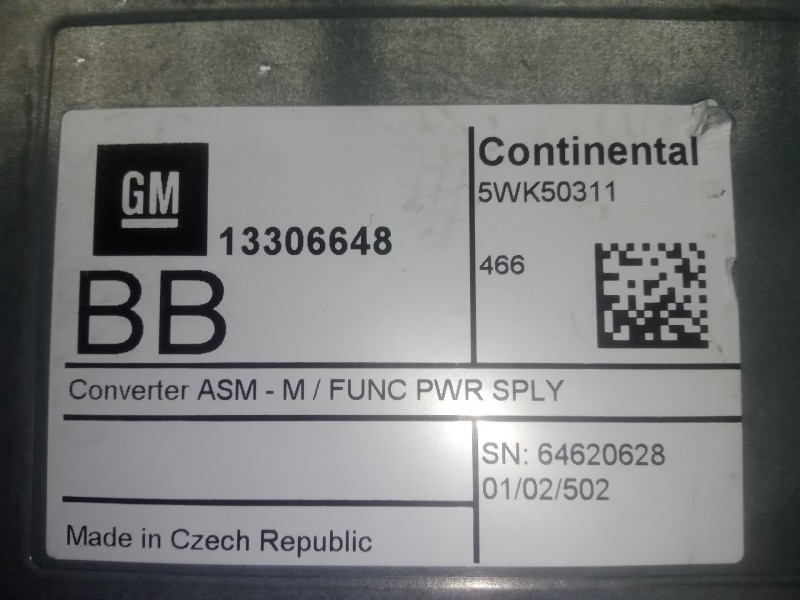 GM
13306648
BB
Continental
5WK50311
466
Converter ASM - M / FUNC PWR SPLY
SN: 64620628
01/02/502
Made in Czech Republic